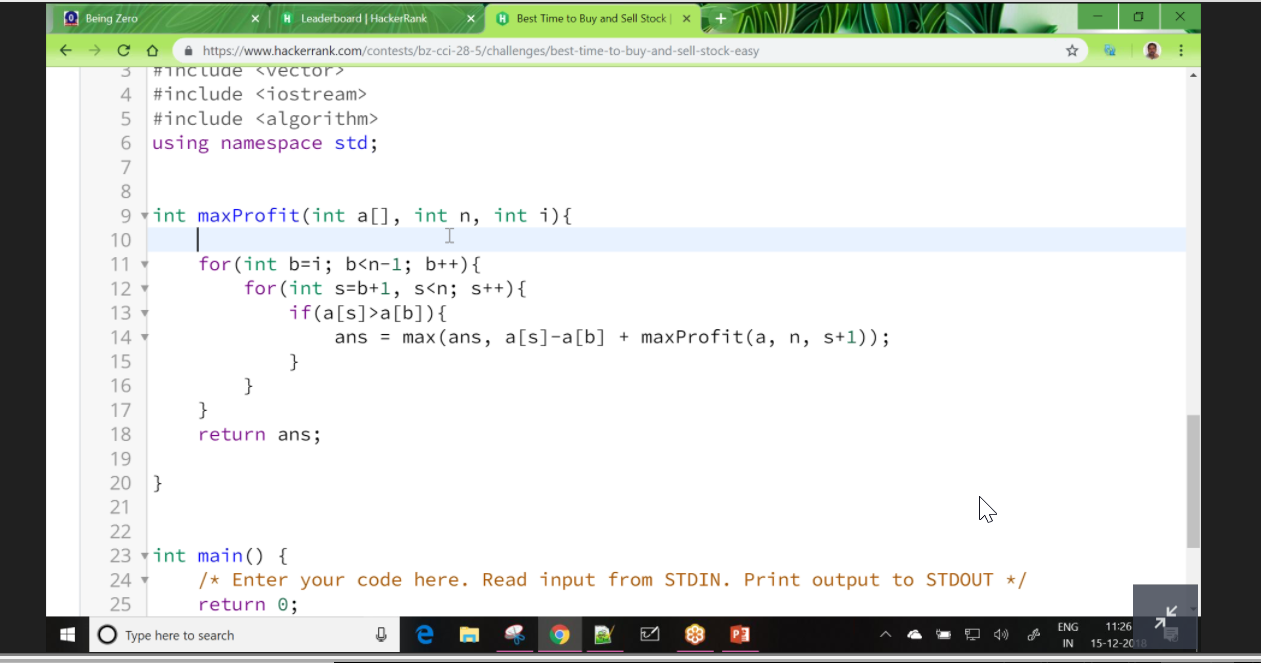 Being Zero
Leaderboard | HackerRank
Best Time to Buy and Sell Stock |
https://www.hackerrank.com/contests/bz-cci-28-5/challenges/best-time-to-buy-and-sell-stock-easy
3 #include <vector>
4 #include <iostream>
5 #include <algorithm>
6 using namespace std;
7
8
9 int maxProfit(int a[], int n, int i){
10
11 for(int b=i; b<n-1; b++){
12 for(int s=b+1, s<n; s++){
13 if(a[s]>a[b]){
14 ans = max(ans, a[s]-a[b] + maxProfit(a, n, s+1));
15 }
16 }
17 }
18 return ans;
19
20 }
21
22
23 int main() {
24 /* Enter your code here. Read input from STDIN. Print output to STDOUT */
25 return 0;
Type here to search
ENG
IN
11:26
15-12-2018